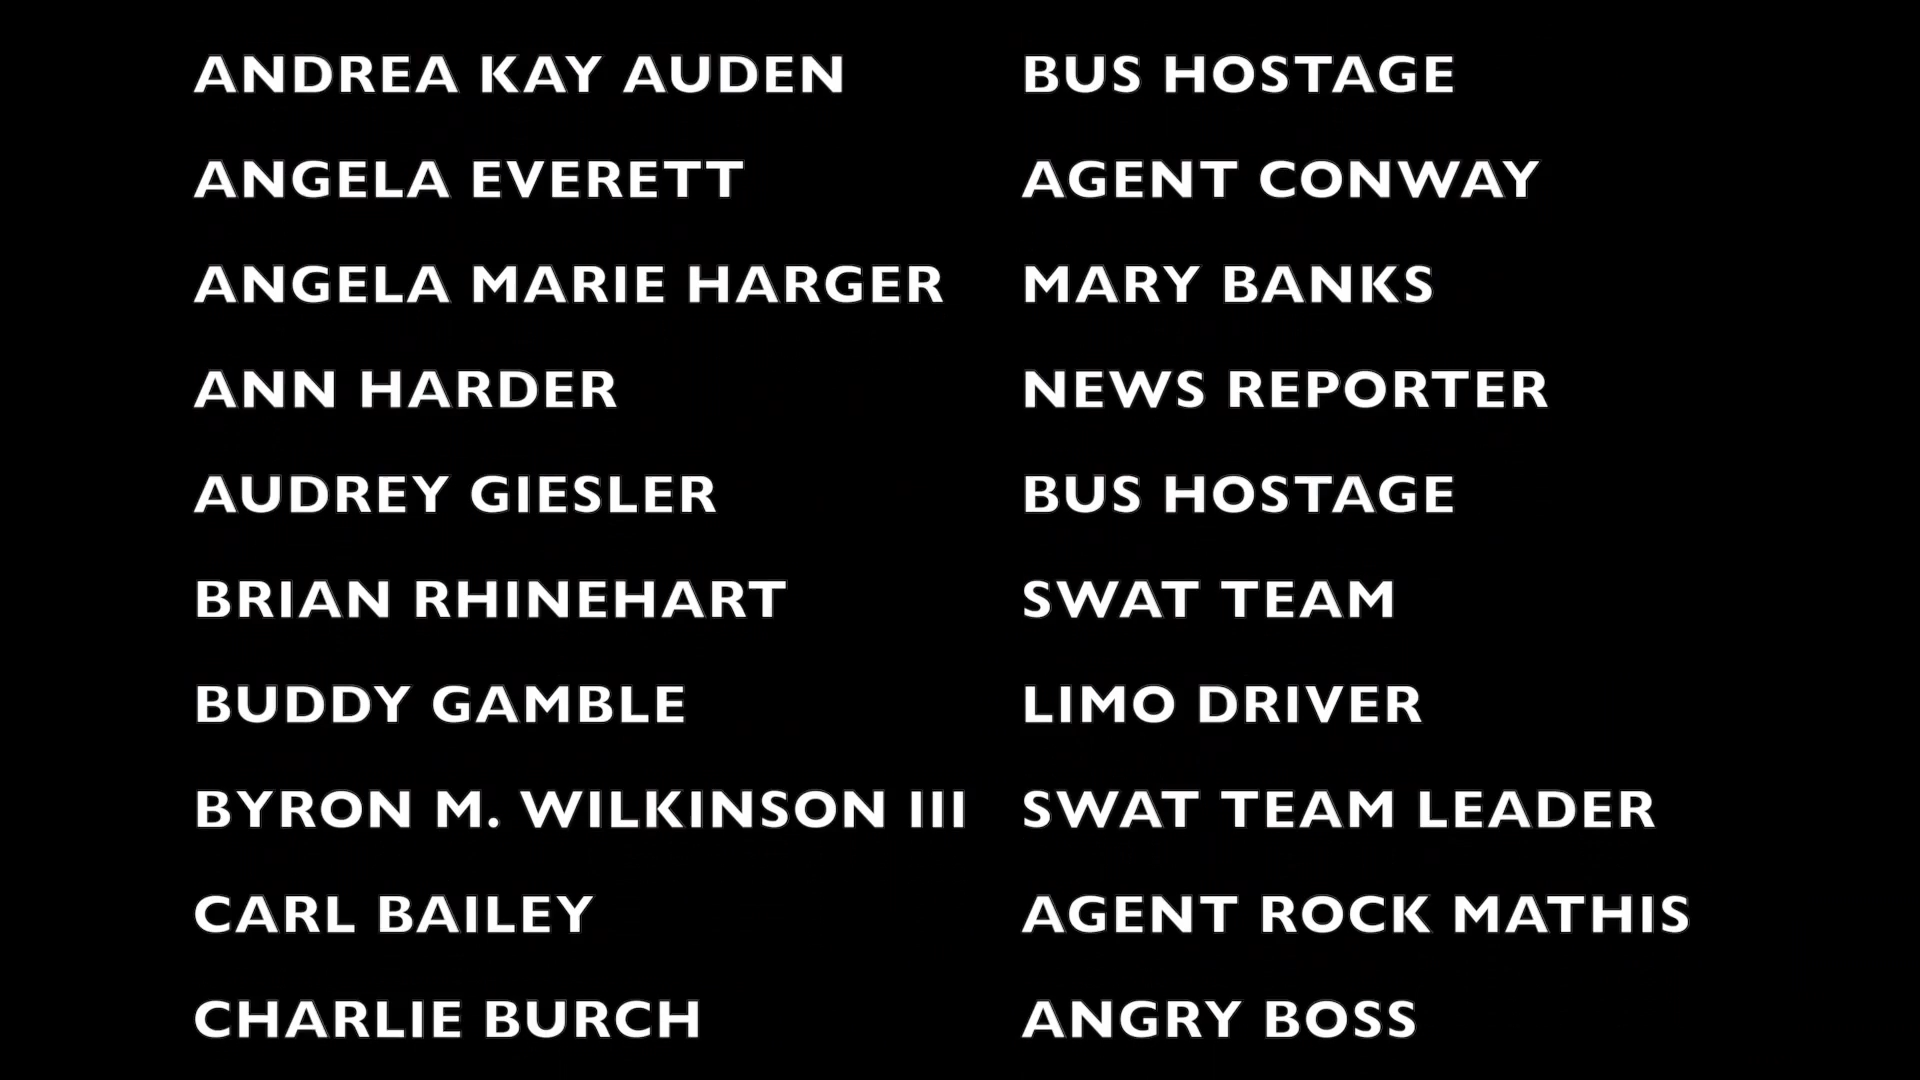 ANDREA KAY AUDEN BUS HOSTAGE
ANGELA EVERETT AGENT CONWAY
ANGELA MARIE HARGER MARY BANKS
ANN HARDER NEWS REPORTER
AUDREY GIESLER BUS HOSTAGE
BRIAN RHINEHART SWAT TEAM
BUDDY GAMBLE LIMO DRIVER
BYRON M. WILKINSON III SWAT TEAM LEADER
CARL BAILEY AGENT ROCK MATHIS
CHARLIE BURCH ANGRY BOSS